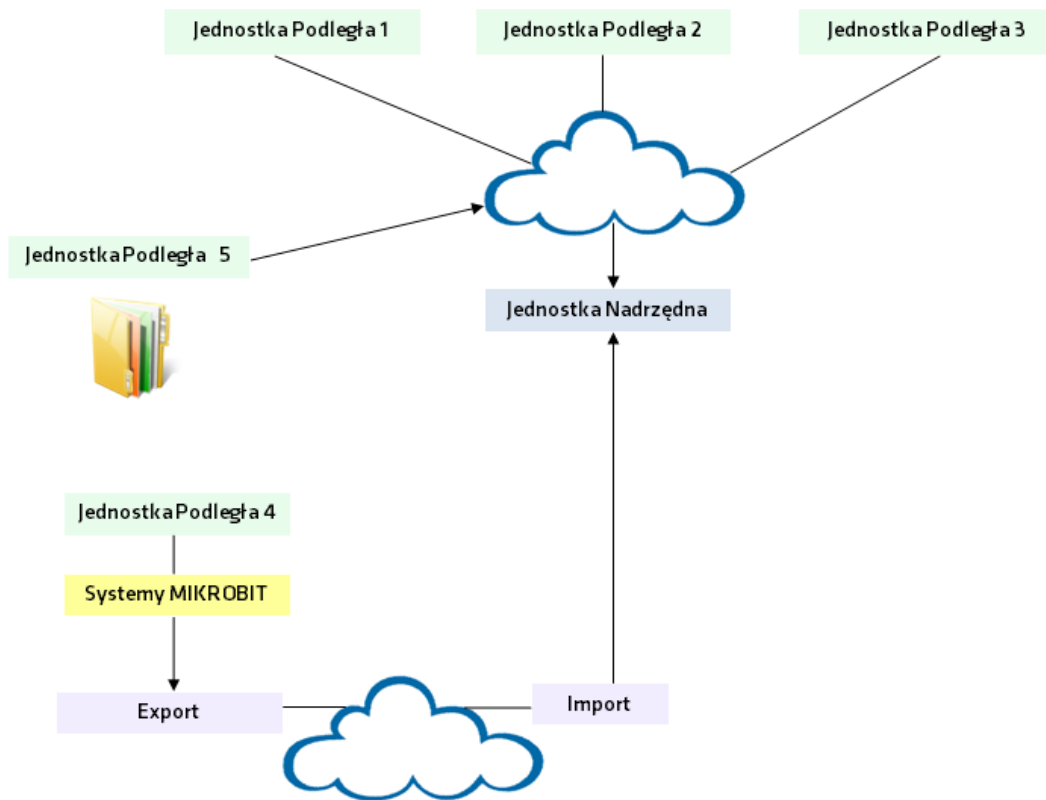 Jednostka Podległa 1
Jednostka Podległa 2
Jednostka Podległa 3
Jednostka Podległa 5
Jednostka Nadrzędna
Jednostka Podległa 4
Systemy MIKROBIT
Export
Import